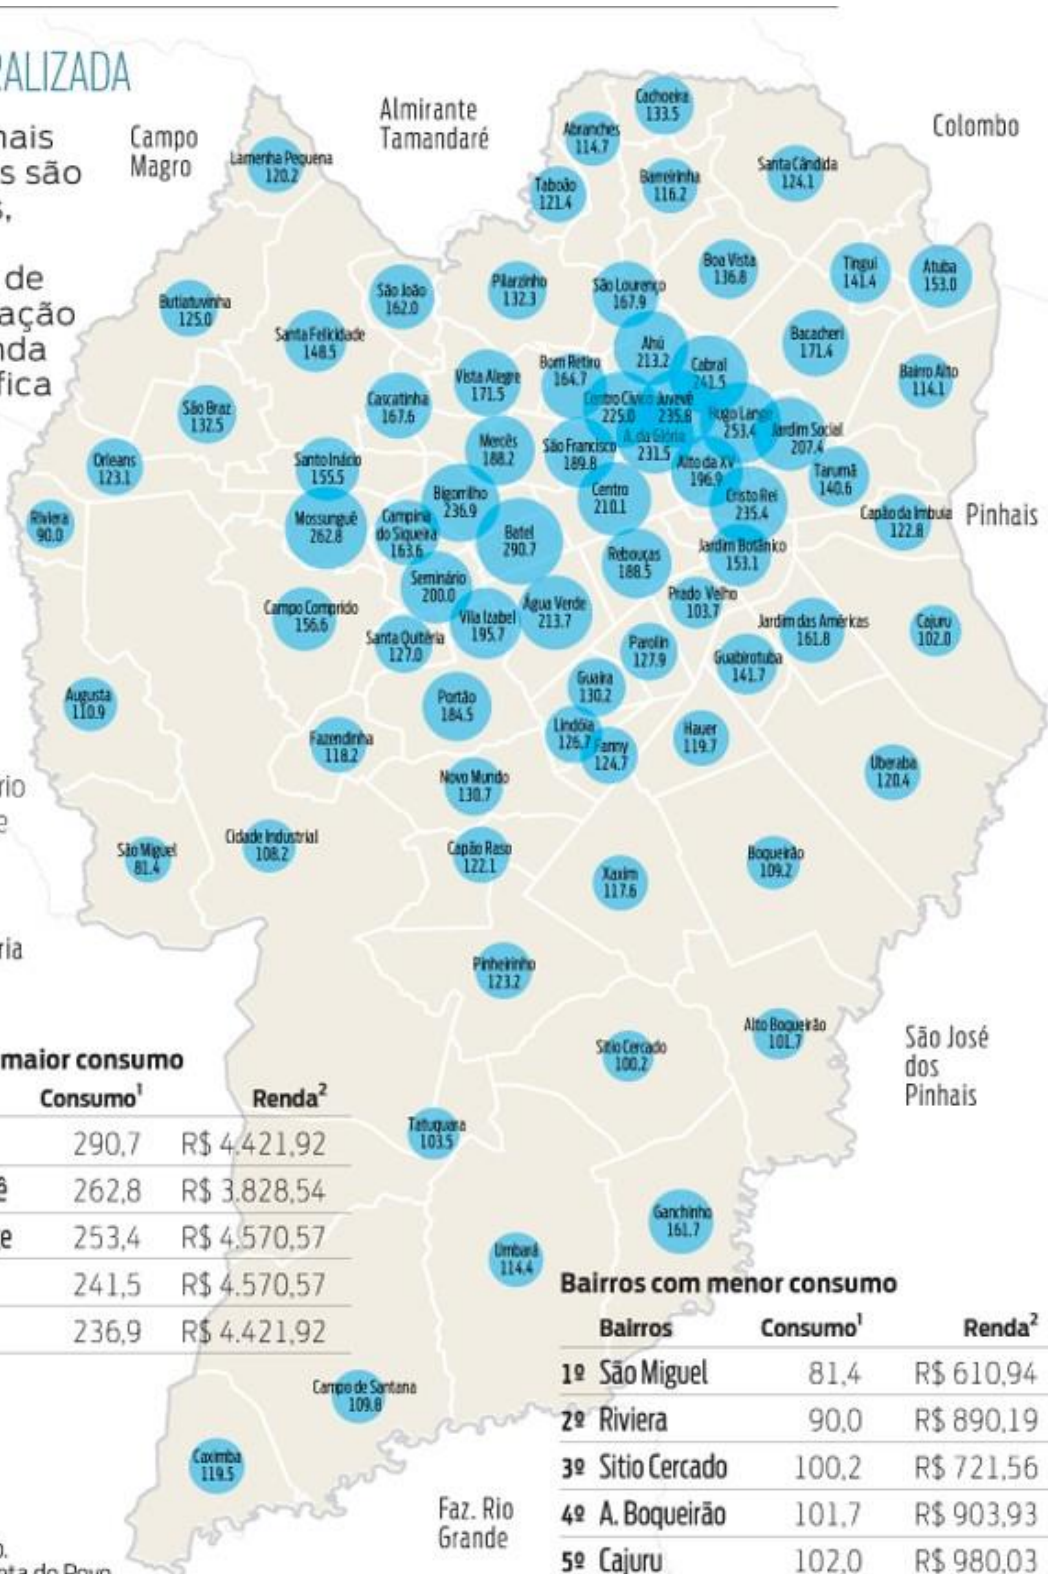 RALIZADA
mais
s são
s,
de
ação
nda
fica
Campo
Magro
Almirante
Tamandaré
Colombo
Cachoeira
133.5
Abranches
114.7
Lamenha Pequena
120.2
Taboão
121.4
Barreirinha
116.2
Santa Cândida
124.1
Butiatuvinha
125.0
São João
162.0
Pilarzinho
132.3
São Lourenço
167.9
Boa Vista
136.8
Tingui
141.4
Atuba
153.0
Santa Felicidade
148.5
Ahú
213.2
Bacacheri
171.4
Cabral
241.5
Bom Retiro
164.7
Vista Alegre
171.5
Bairro Alto
114.1
São Braz
132.5
Cascatinha
167.6
Centro Cívico
225.0
Juvevê
235.8
Hugo Lange
253.4
Jardim Social
207.4
Mercês
188.2
São Francisco
189.8
A. da Glória
231.5
Orleans
123.1
Santo Inácio
155.5
Alto da XV
196.9
Tarumã
140.6
Bigorrilho
236.9
Centro
210.1
Cristo Rei
235.4
Riviera
90.0
Mossunguê
262.8
Campina
do Siqueira
163.6
Batel
290.7
Capão da Imbuia
122.8
Pinhais
Rebouças
188.5
Jardim Botânico
153.1
Seminário
200.0
Campo Comprido
156.6
Vila Izabel
195.7
Água Verde
213.7
Prado Velho
103.7
Jardim das Américas
161.8
Cajuru
102.0
Santa Quitéria
127.0
Parolin
127.9
Guabirotuba
141.7
Augusta
110.9
Portão
184.5
Guaíra
130.2
Fazendinha
118.2
Lindóia
126.7
Fanny
124.7
Hauer
119.7
Uberaba
120.4
rio
e
Novo Mundo
130.7
São Miguel
81.4
Cidade Industrial
108.2
Capão Raso
122.1
Xaxim
117.6
Boqueirão
109.2
ria
Pinheirinho
123.2
Sítio Cercado
100.2
Alto Boqueirão
101.7
São José
dos
Pinhais
Tatuquara
103.5
Ganchinho
161.7
Umbará
114.4
Campo de Santana
109.8
Caximba
119.5
Faz. Rio
Grande
maior consumo
Consumo¹ Renda²
290,7 R$ 4.421,92
ê 262,8 R$ 3.828,54
e 253,4 R$ 4.570,57
241,5 R$ 4.570,57
236,9 R$ 4.421,92
Bairros com menor consumo
Bairros Consumo¹ Renda²
1º São Miguel 81,4 R$ 610,94
2º Riviera 90,0 R$ 890,19
3º Sitio Cercado 100,2 R$ 721,56
4º A. Boqueirão 101,7 R$ 903,93
5º Cajuru 102,0 R$ 980,03